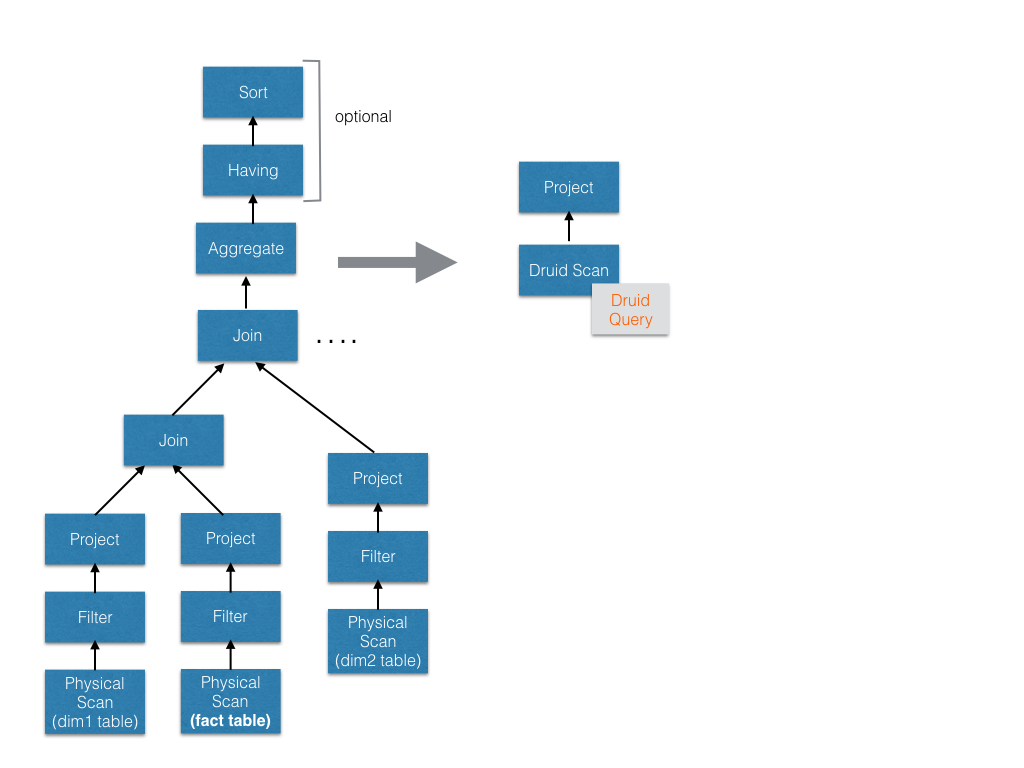 Sort
optional
Having
Project
Aggregate
Druid Scan
Druid
Query
Join
. . . .
Join
Project
Project
Project
Filter
Filter
Filter
Physical
Scan
(dim2 table)
Physical
Scan
(dim1 table)
Physical
Scan
(fact table)